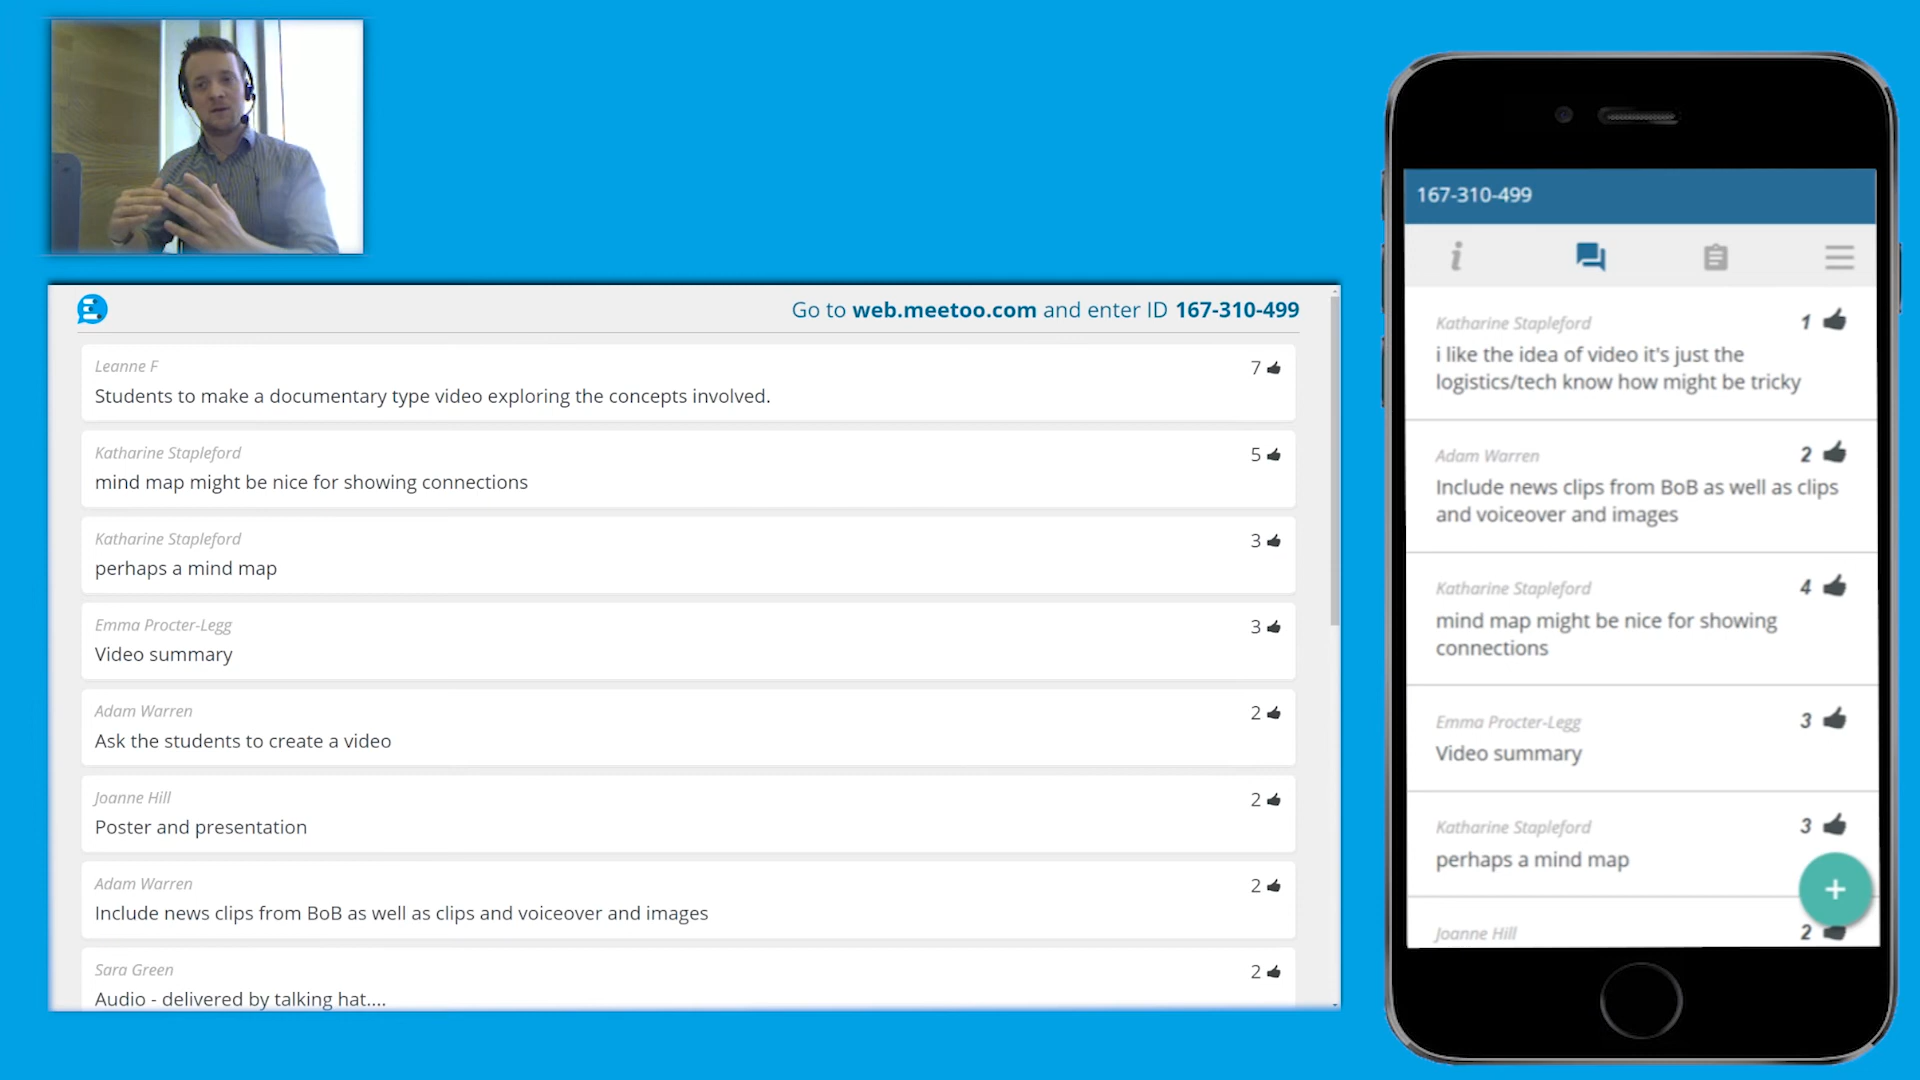 Go to web.meetoo.com and enter ID 167-310-499
Leanne F
7
Students to make a documentary type video exploring the concepts involved.
Katharine Stapleford
5
mind map might be nice for showing connections
Katharine Stapleford
3
perhaps a mind map
Emma Procter-Legg
3
Video summary
Adam Warren
2
Ask the students to create a video
Joanne Hill
2
Poster and presentation
Adam Warren
2
Include news clips from BoB as well as clips and voiceover and images
Sara Green
2
Audio - delivered by talking hat....
167-310-499
Katharine Stapleford
1
i like the idea of video it's just the
logistics/tech know how might be tricky
Adam Warren
2
Include news clips from BoB as well as clips
and voiceover and images
Katharine Stapleford
4
mind map might be nice for showing
connections
Emma Procter-Legg
3
Video summary
Katharine Stapleford
3
perhaps a mind map
Joanne Hill
2